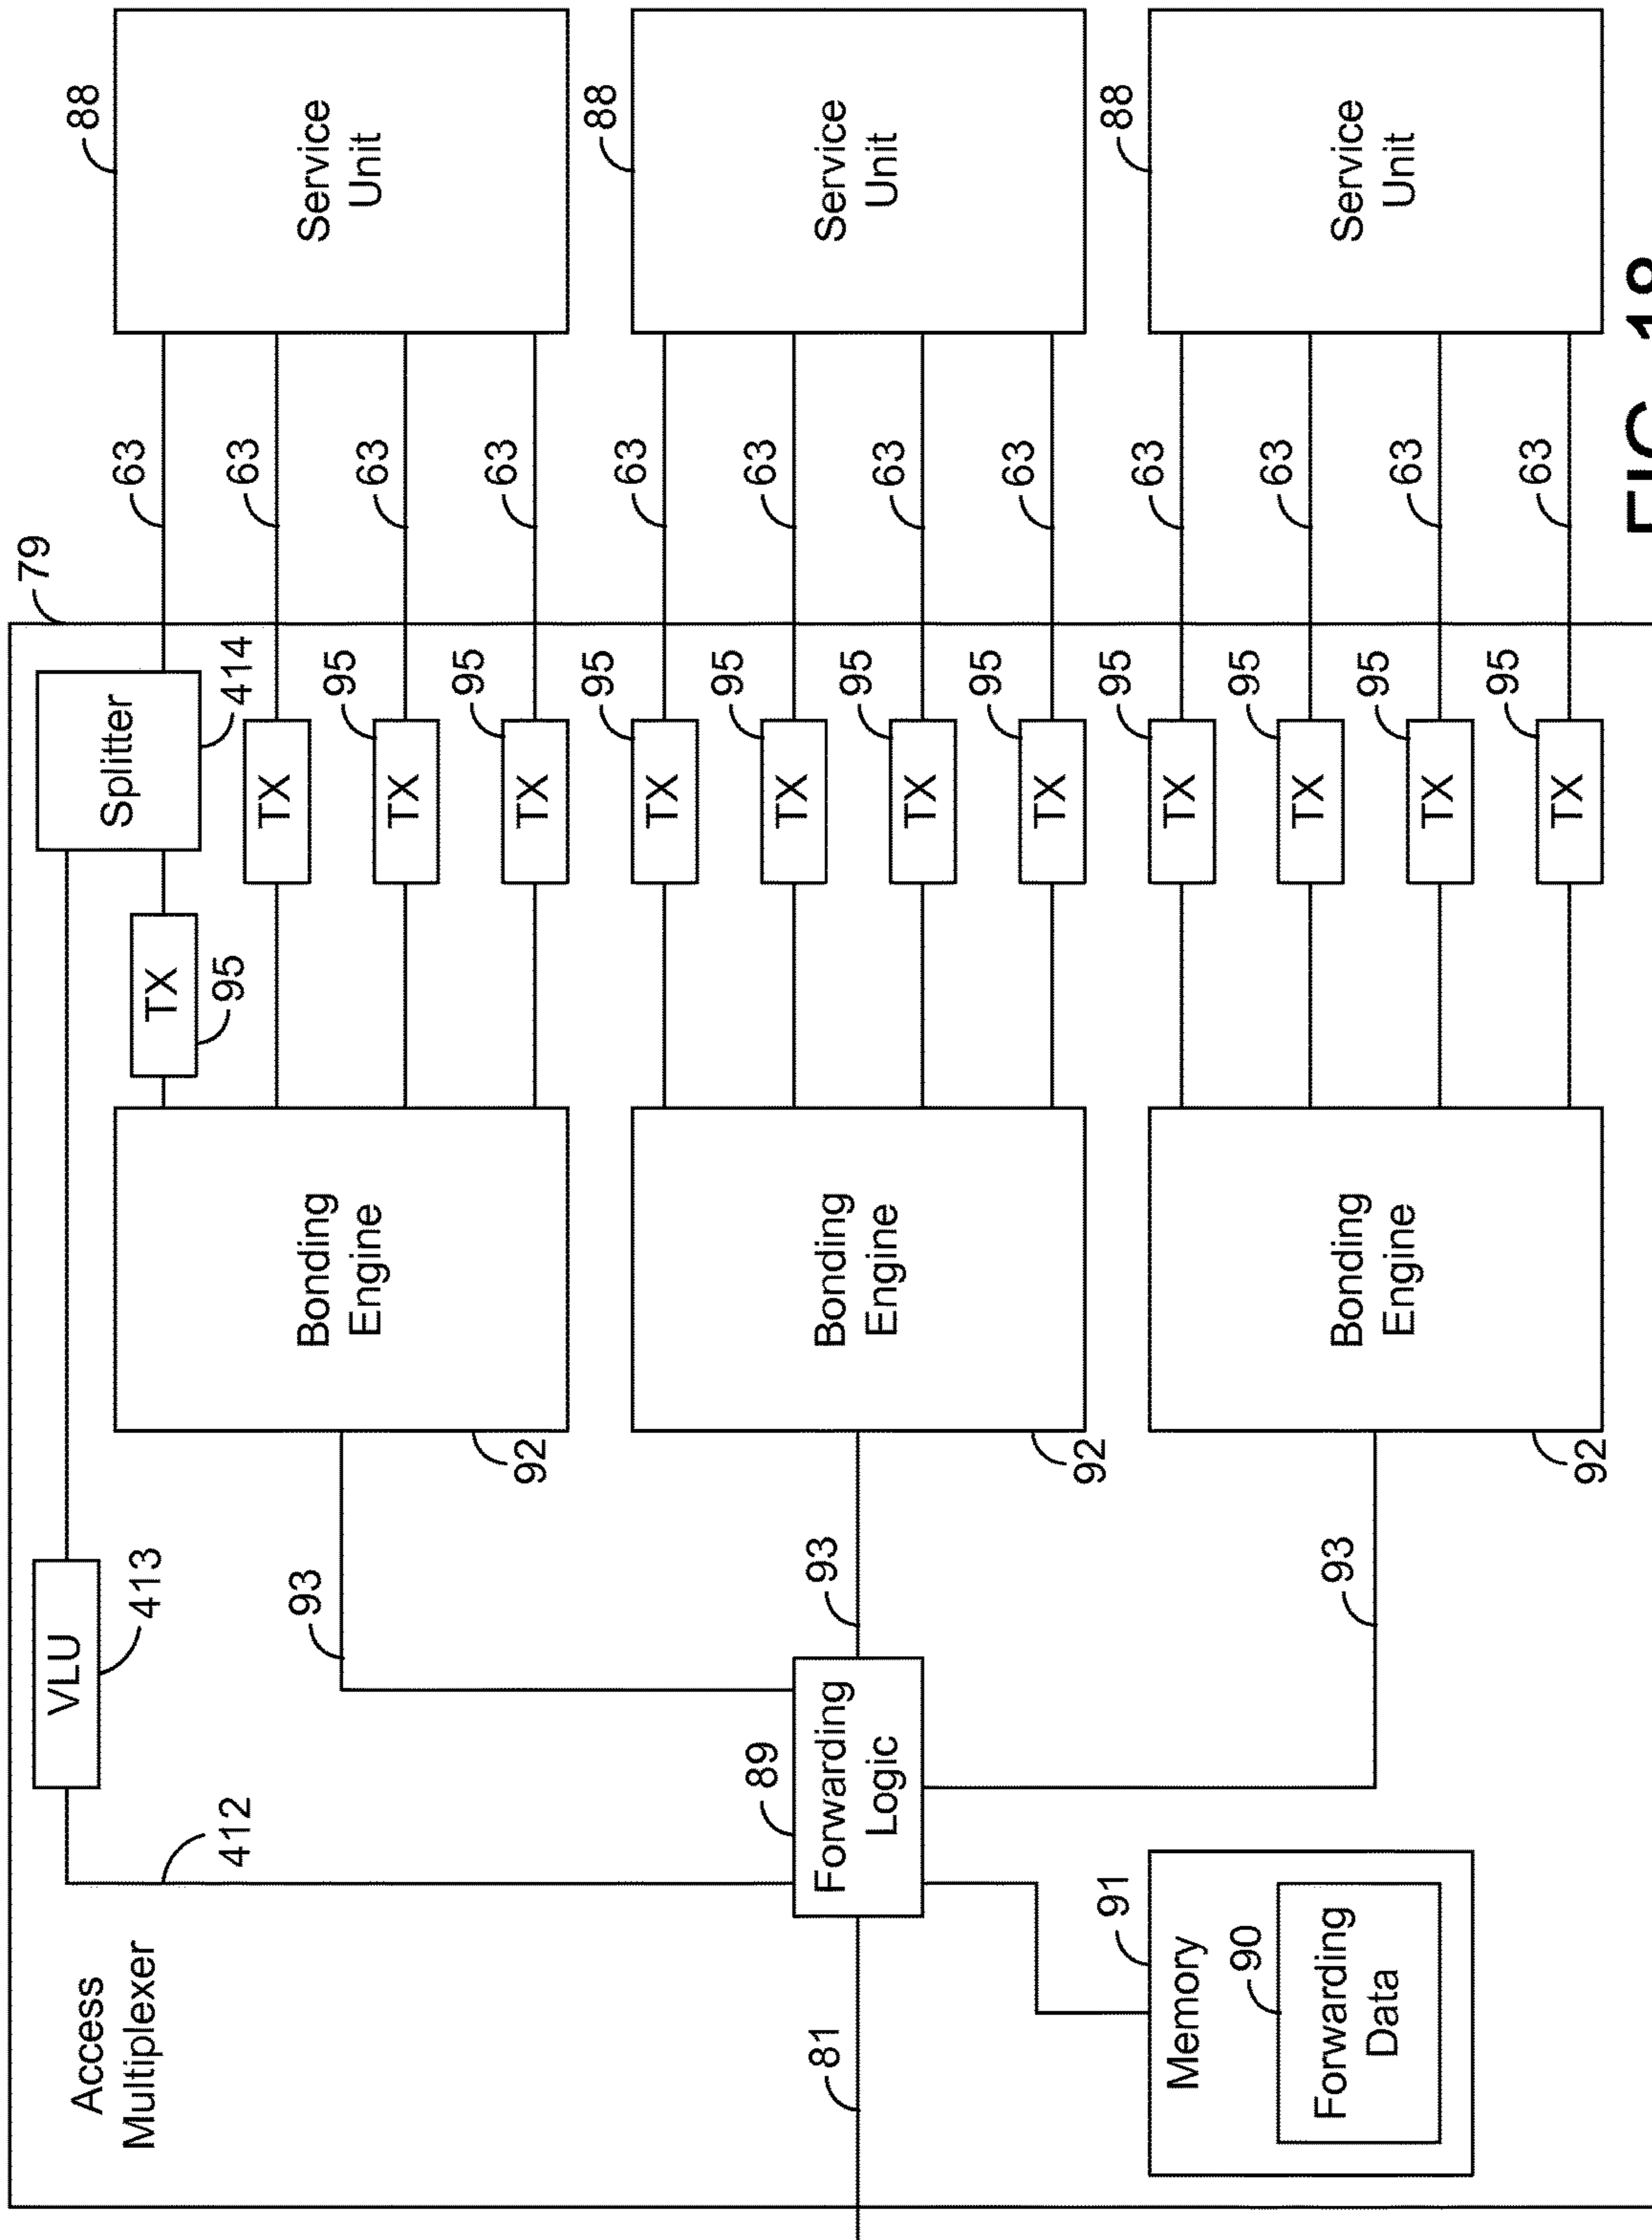 79
Access
Multiplexer
VLU
413
412
Splitter
414
TX
95
88
Service
Unit
63
63
63
63
TX
95
TX
95
TX
Bonding
Engine
92
93
88
Service
Unit
63
63
63
63
95
TX
95
TX
95
TX
95
TX
Bonding
Engine
92
93
89
Forwarding
Logic
81
88
Service
Unit
63
63
63
63
95
TX
95
TX
95
TX
95
TX
Bonding
Engine
92
93
91
Memory
90
Forwarding
Data
FIG. 18